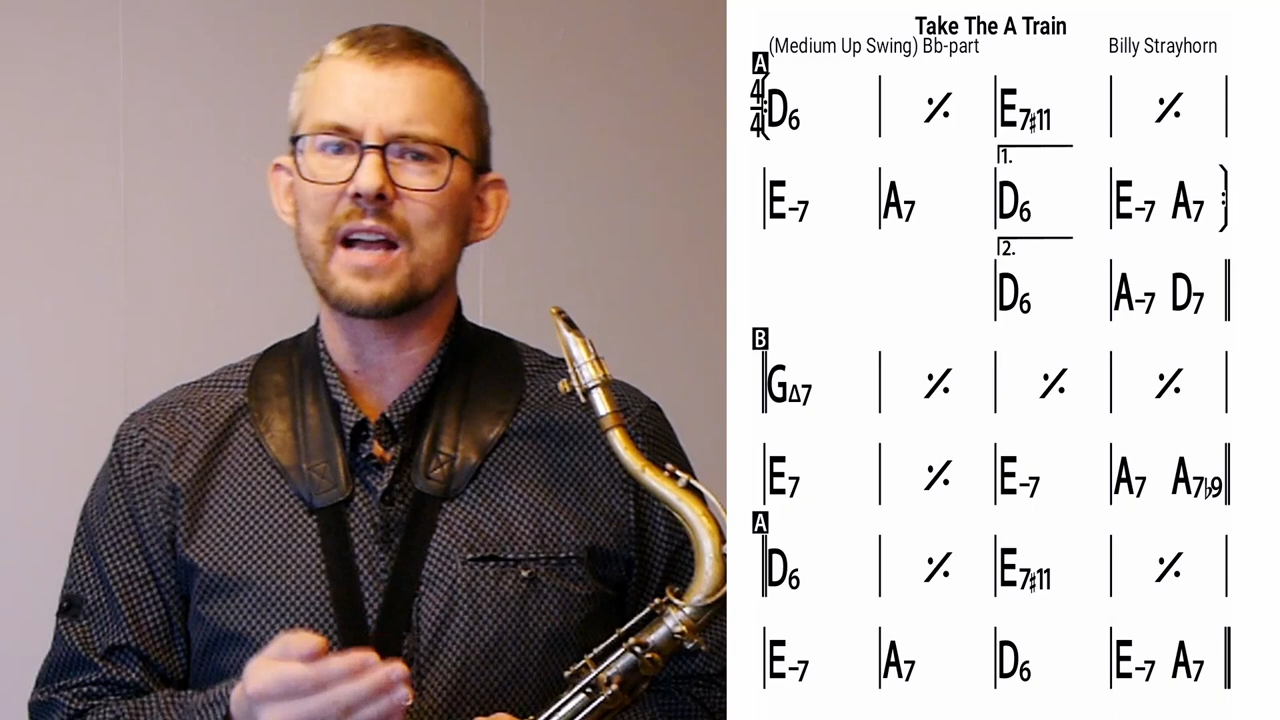 Take The A Train
(Medium Up Swing) Bb-part Billy Strayhorn
A
4/4 D6 | ٪ | E7♯11 | ٪
1.
E-7 | A7 | D6 | E-7 A7
2.
D6 | A-7 D7
B
GΔ7 | ٪ | ٪ | ٪
E7 | ٪ | E-7 | A7 A7♭9
A
D6 | ٪ | E7♯11 | ٪
E-7 | A7 | D6 | E-7 A7